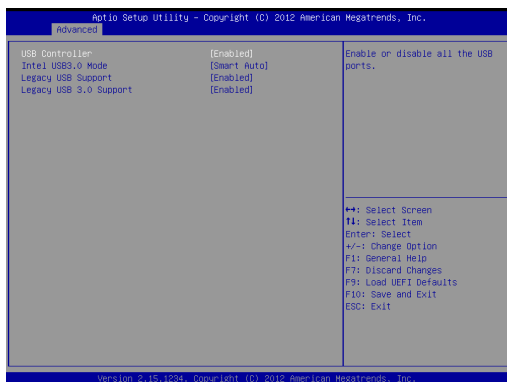 Aptio Setup Utility – Copyright (C) 2012 American Megatrends, Inc.
Advanced
USB Controller [Enabled]
Intel USB3.0 Mode [Smart Auto]
Legacy USB Support [Enabled]
Legacy USB 3.0 Support [Enabled]
Enable or disable all the USB
ports.
↔: Select Screen
↑↓: Select Item
Enter: Select
+/-: Change Option
F1: General Help
F7: Discard Changes
F9: Load UEFI Defaults
F10: Save and Exit
ESC: Exit
Version 2.15.1234. Copyright (C) 2012 American Megatrends, Inc.